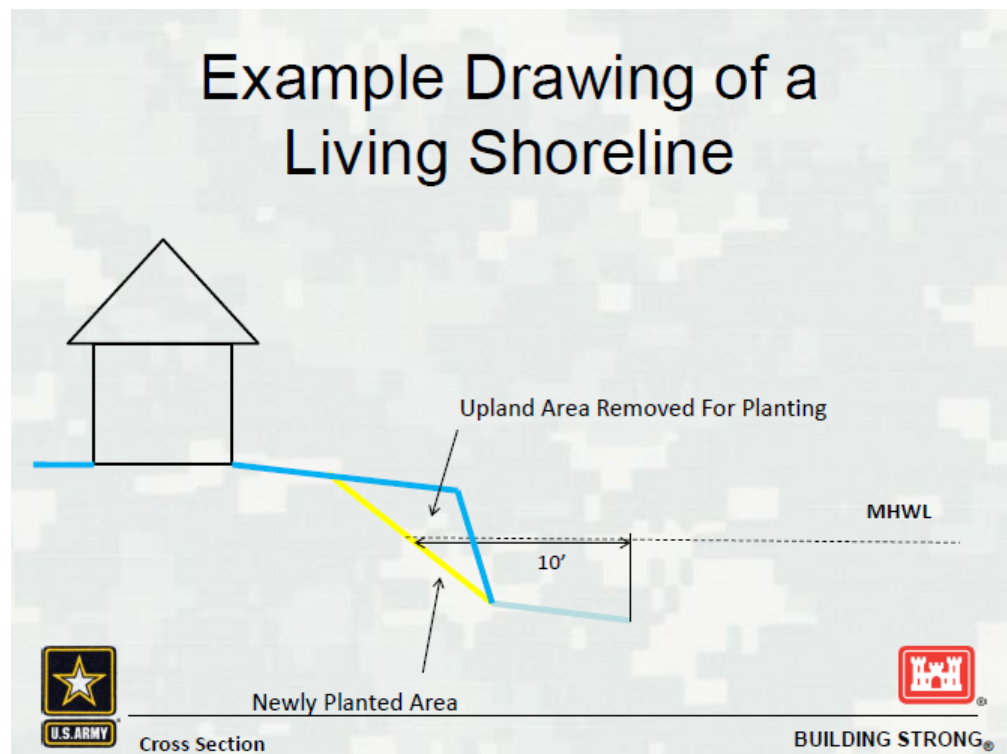 Example Drawing of a
Living Shoreline
Upland Area Removed For Planting
MHWL
10’
Newly Planted Area
U.S.ARMY
Cross Section
BUILDING STRONG®